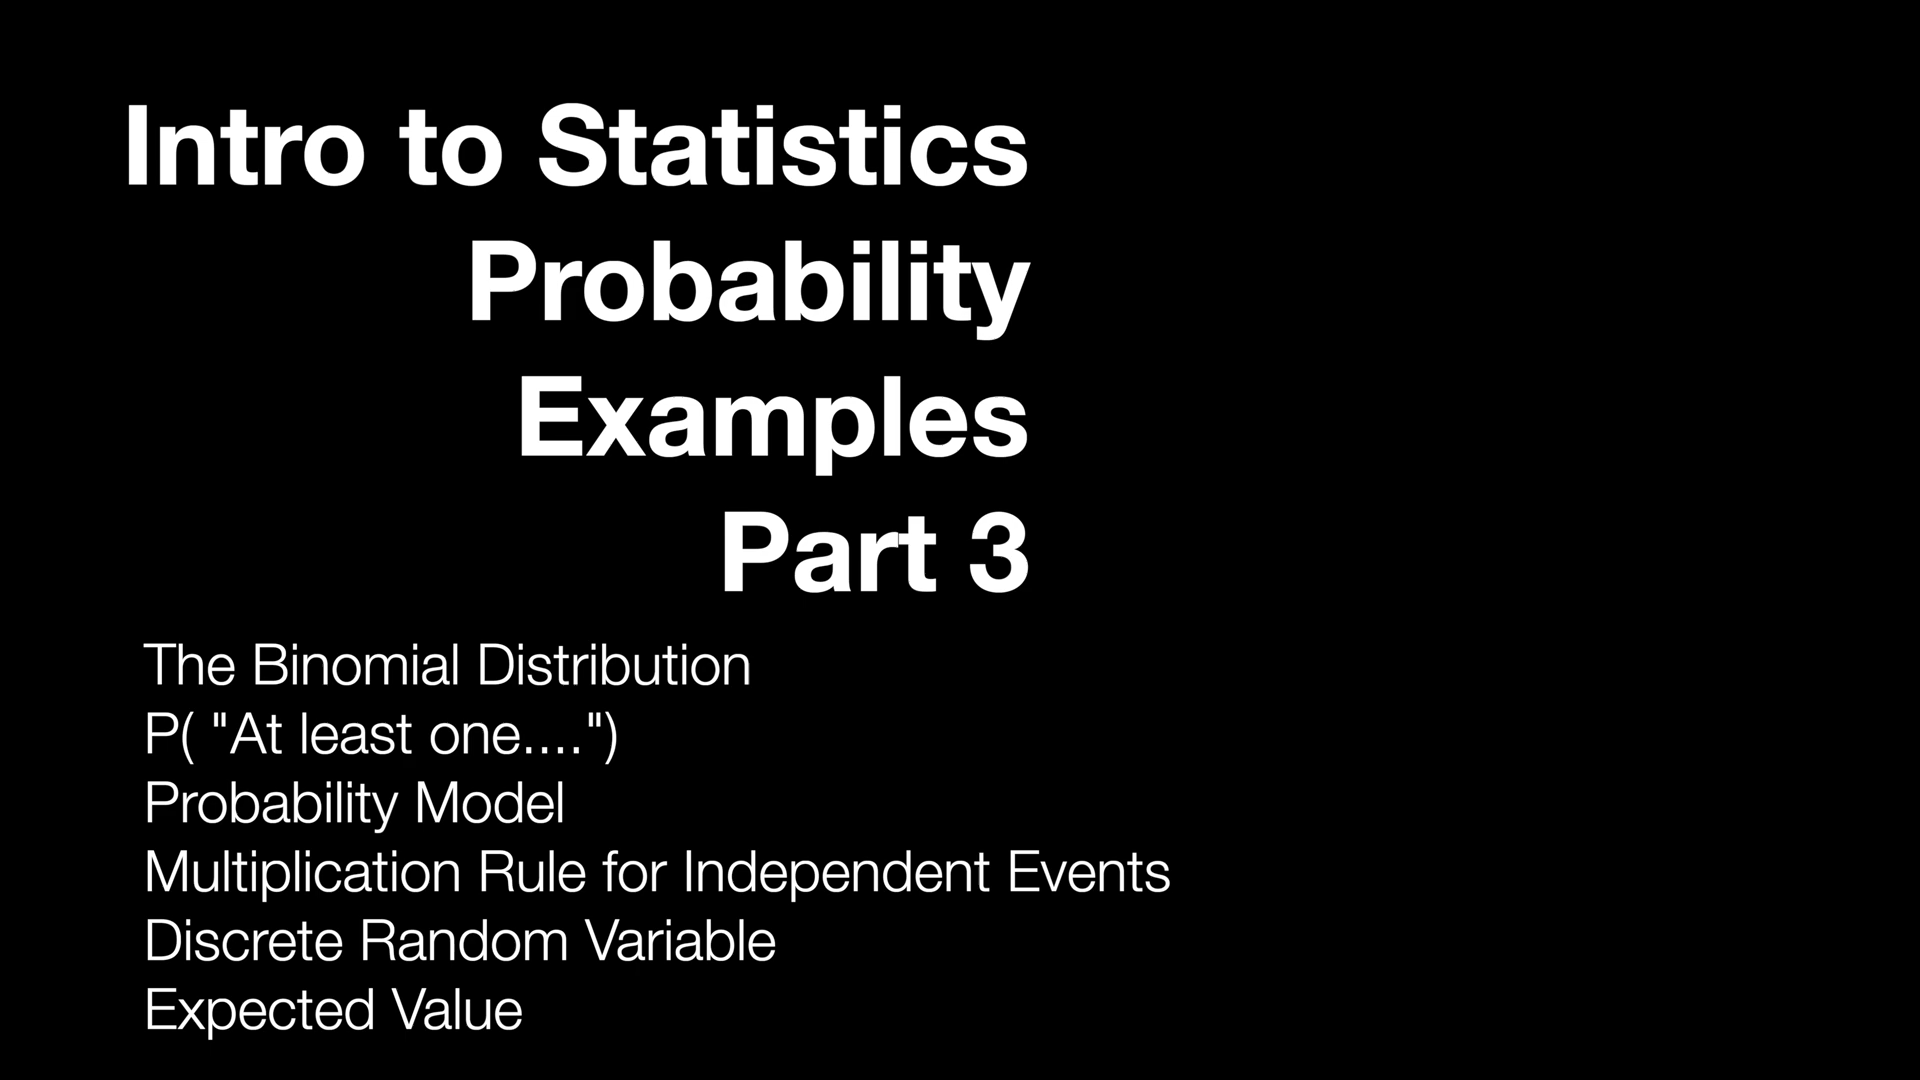 Intro to Statistics
Probability
Examples
Part 3
The Binomial Distribution
P( "At least one....")
Probability Model
Multiplication Rule for Independent Events
Discrete Random Variable
Expected Value